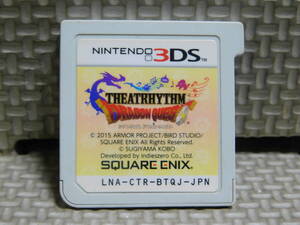 NINTENDO 3DS™
THEATRHYTHM
DRAGON QUEST
© 2015 ARMOR PROJECT/BIRD STUDIO/
SQUARE ENIX All Rights Reserved.
© SUGIYAMA KOBO
Developed by indieszero Co., Ltd.
SQUARE ENIX.
LNA-CTR-BTQJ-JPN